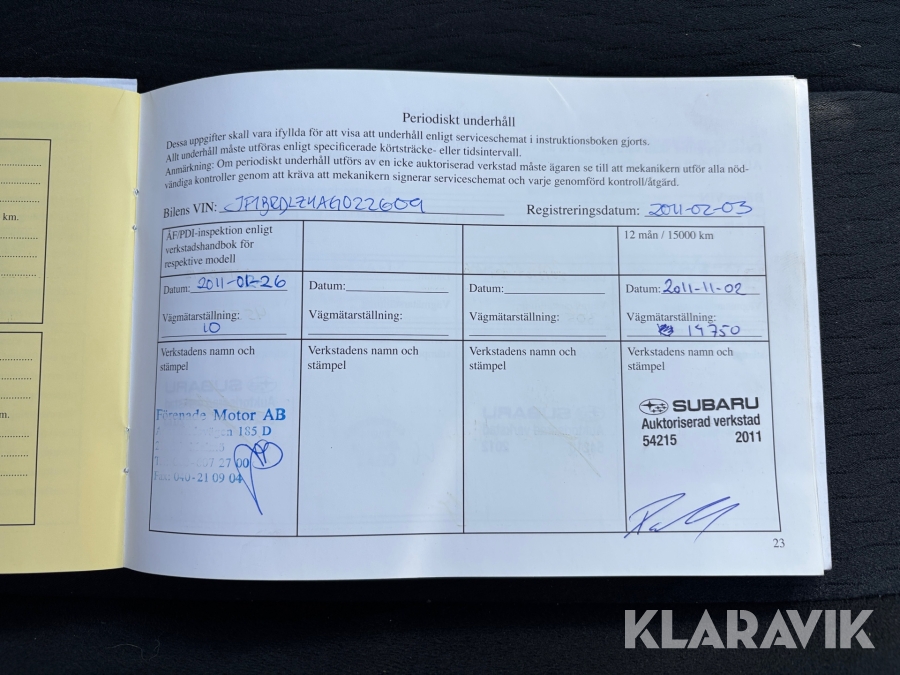 km.
m.
Periodiskt underhåll
Dessa uppgifter skall vara ifyllda för att visa att underhåll enligt serviceschemat i instruktionsboken gjorts.
Allt underhåll måste utföras enligt specificerade körtsträcke- eller tidsintervall.
Anmärkning: Om periodiskt underhåll utförs av en icke auktoriserad verkstad måste ägaren se till att mekanikern utför alla nöd-
vändiga kontroller genom att kräva att mekanikern signerar serviceschemat och varje genomförd kontroll/åtgärd.
Bilens VIN: JF1BRDLZ4AG022609 Registreringsdatum: 2011-02-03
ÄF/PDI-inspektion enligt
verkstadshandbok för
respektive modell
12 mån / 15000 km
Datum: 2011-01-26 Datum: Datum: Datum: 2011-11-02
Vägmätarställning: Vägmätarställning: Vägmätarställning: Vägmätarställning:
10 14750
Verkstadens namn och Verkstadens namn och Verkstadens namn och Verkstadens namn och
stämpel stämpel stämpel stämpel
Förenade Motor AB
185 D
27 00
040-21 09 04
SUBARU
Auktoriserad verkstad
54215 2011
23
KLARAVIK